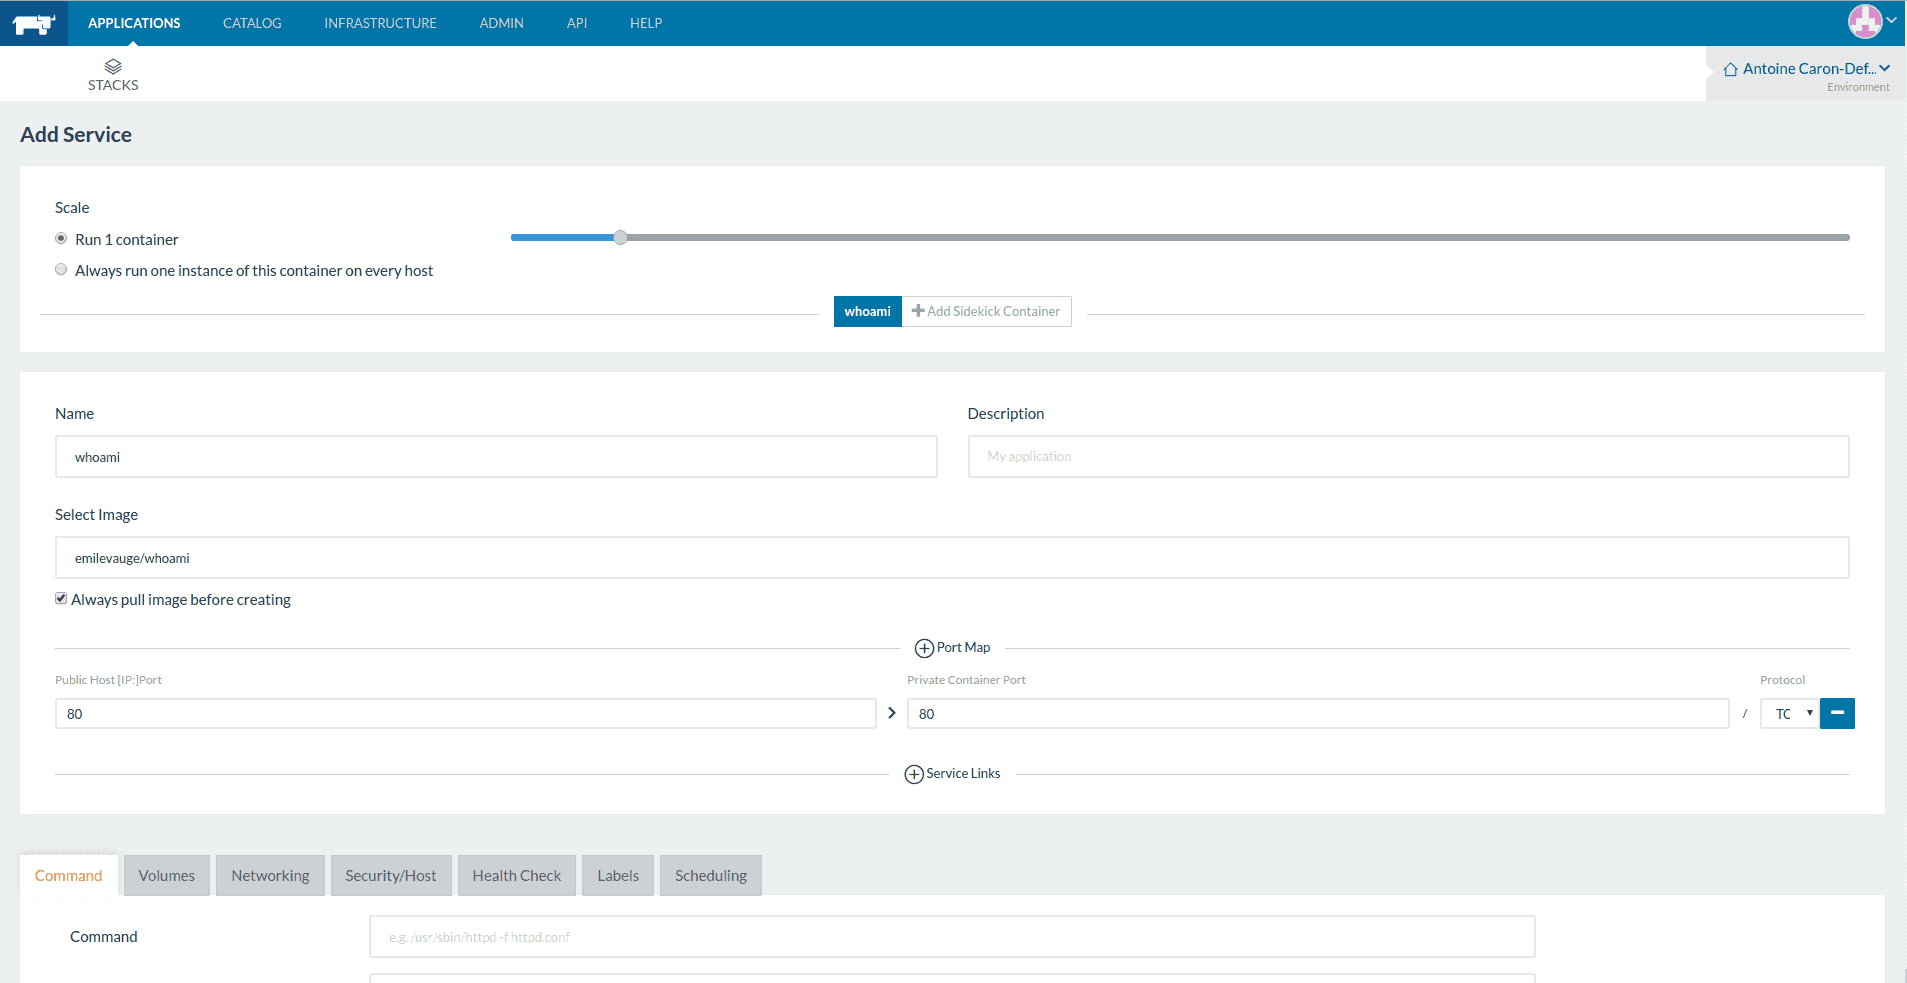 APPLICATIONS CATALOG INFRASTRUCTURE ADMIN API HELP
STACKS
Antoine Caron-Def...
Environment
Add Service
Scale
Run 1 container
Always run one instance of this container on every host
whoami Add Sidekick Container
Name Description
whoami My application
Select Image
emilevauge/whoami
Always pull image before creating
Port Map
Public Host [IP:]Port Private Container Port Protocol
80 80 / TC
Service Links
Command Volumes Networking Security/Host Health Check Labels Scheduling
Command e.g. /usr/sbin/httpd -f httpd.conf